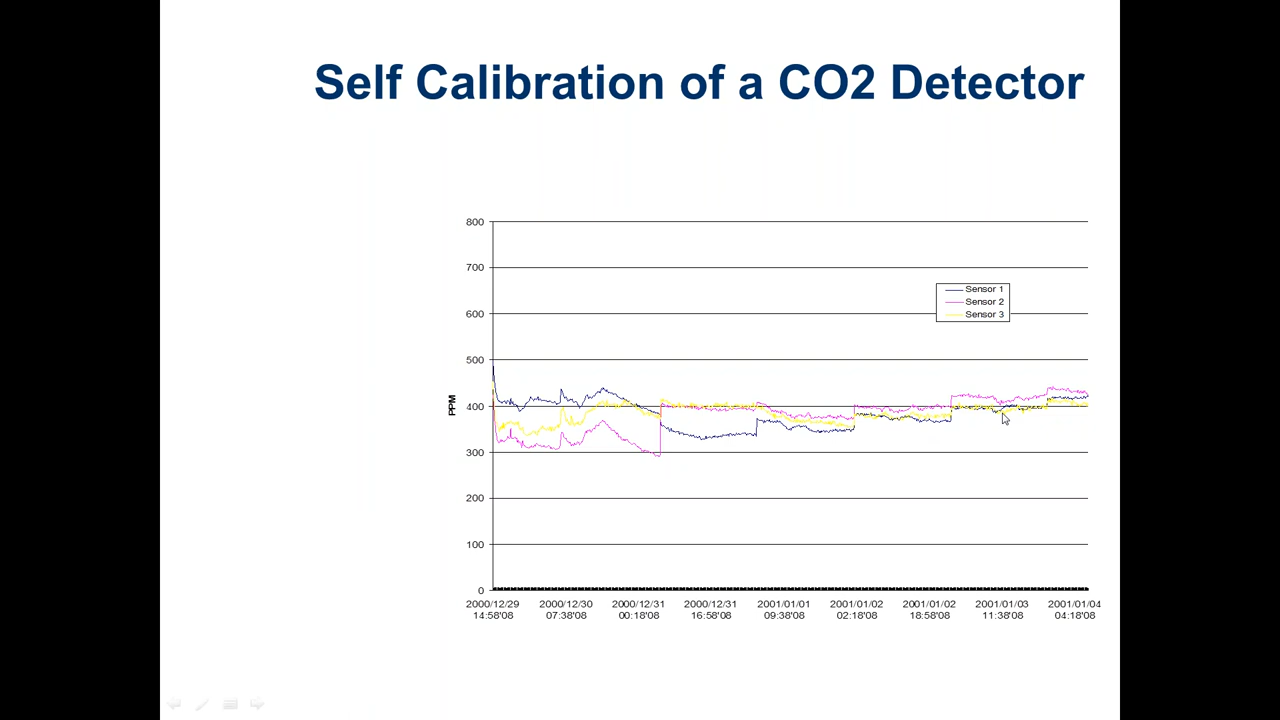 Self Calibration of a CO2 Detector
800
700
600
500
400
300
200
100
0
PPM
Sensor 1
Sensor 2
Sensor 3
2000/12/29 2000/12/30 2000/12/31 2000/12/31 2001/01/01 2001/01/02 2001/01/02 2001/01/03 2001/01/04
14:58'08 07:38'08 00:18'08 16:58'08 09:38'08 02:18'08 18:58'08 11:38'08 04:18'08